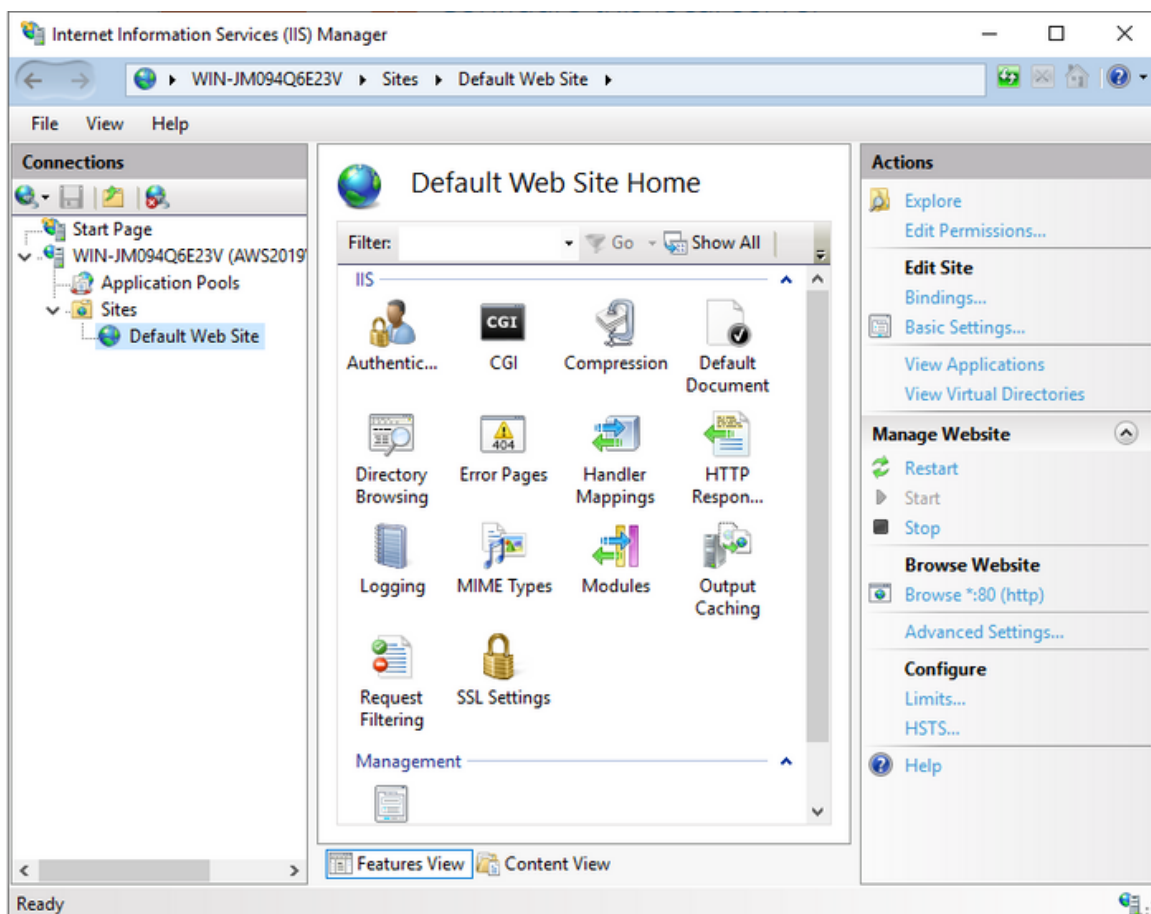 Internet Information Services (IIS) Manager
WIN-JM094Q6E23V Sites Default Web Site
File View Help
Connections
Start Page
WIN-JM094Q6E23V (AWS2019
Application Pools
Sites
Default Web Site
Default Web Site Home
Filter: Go Show All
IIS
Authentic... CGI Compression Default
Document
CGI
Directory Error Pages Handler HTTP
Browsing Mappings Respon...
404
Logging MIME Types Modules Output
Caching
Request SSL Settings
Filtering
Management
Features View Content View
Actions
Explore
Edit Permissions...
Edit Site
Bindings...
Basic Settings...
View Applications
View Virtual Directories
Manage Website
Restart
Start
Stop
Browse Website
Browse *:80 (http)
Advanced Settings...
Configure
Limits...
HSTS...
Help
Ready